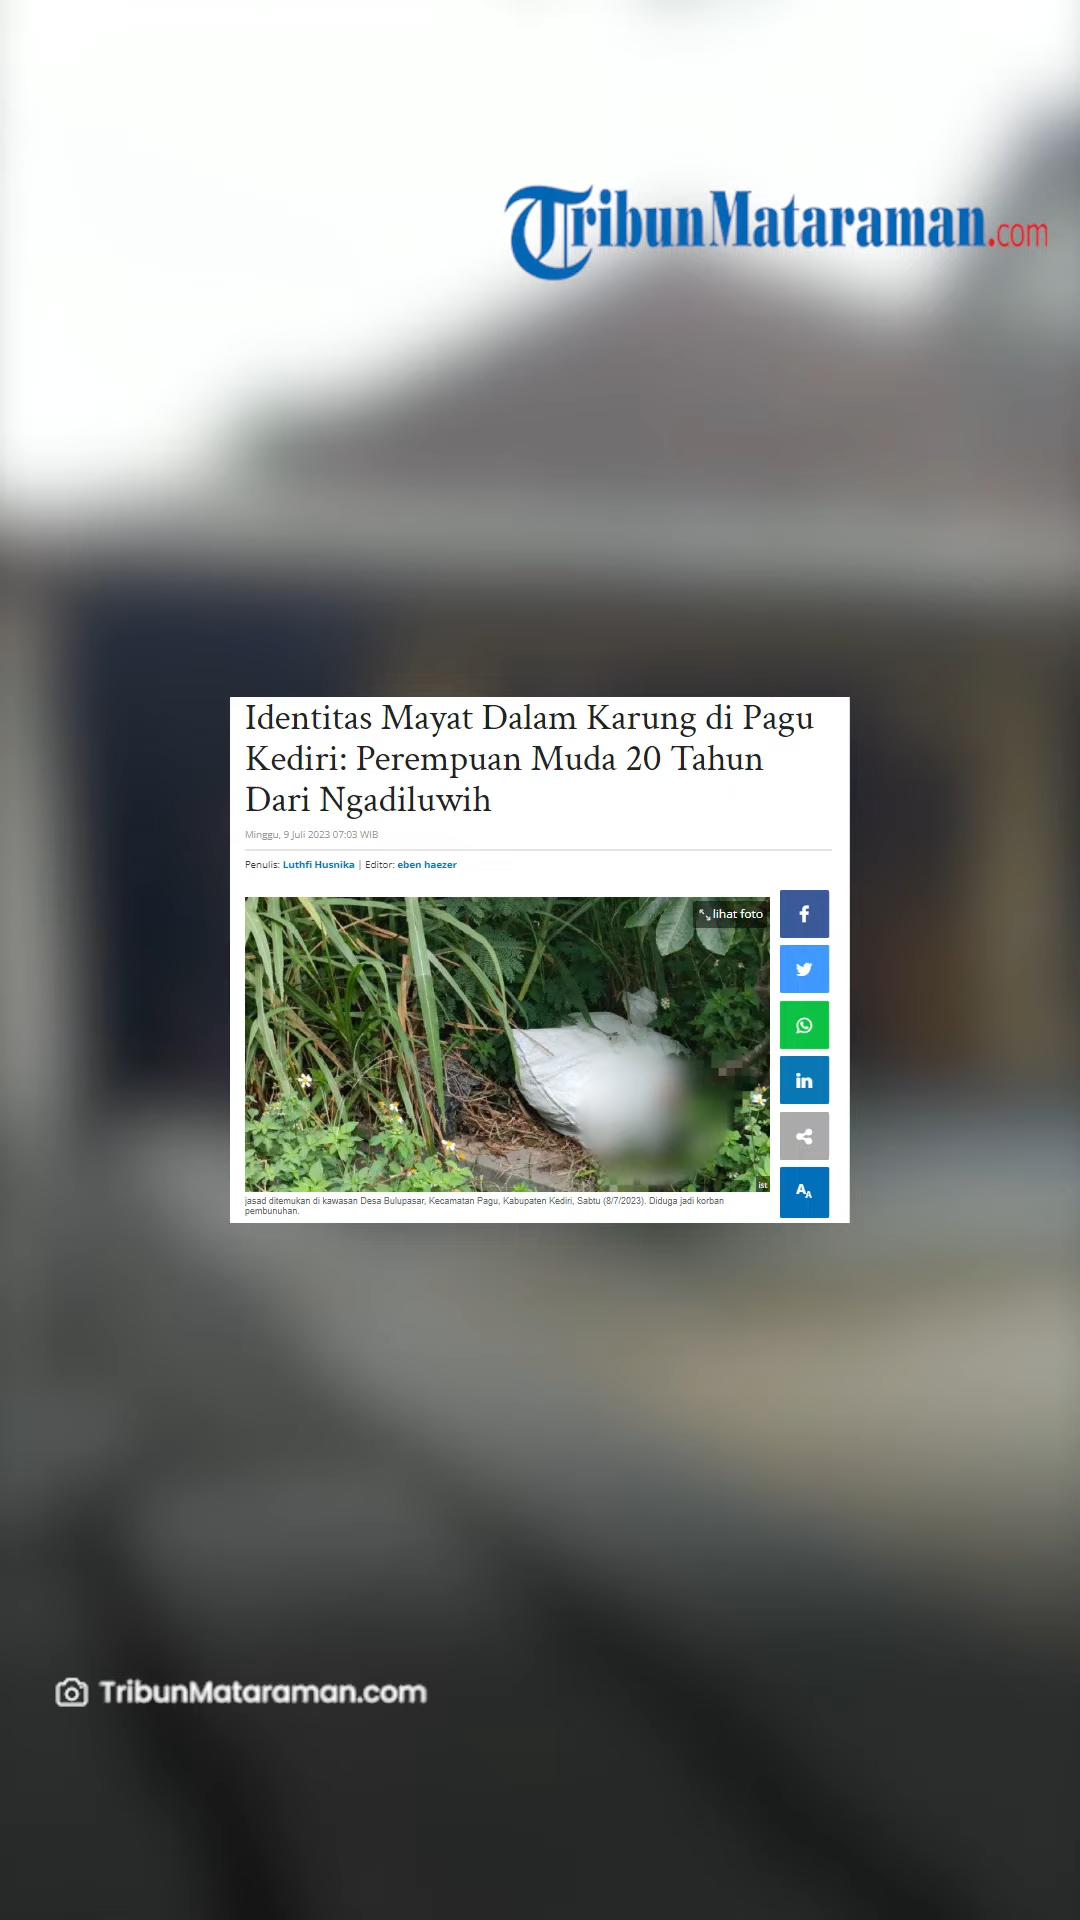 TribunMataraman.com
Identitas Mayat Dalam Karung di Pagu
Kediri: Perempuan Muda 20 Tahun
Dari Ngadiluwih
Minggu, 9 Juli 2023 07:03 WIB
Penulis: Luthfi Husnika | Editor: eben haezer
lihat foto
ist
jasad ditemukan di kawasan Desa Bulupasar, Kecamatan Pagu, Kabupaten Kediri, Sabtu (8/7/2023). Diduga jadi korban
pembunuhan.
TribunMataraman.com